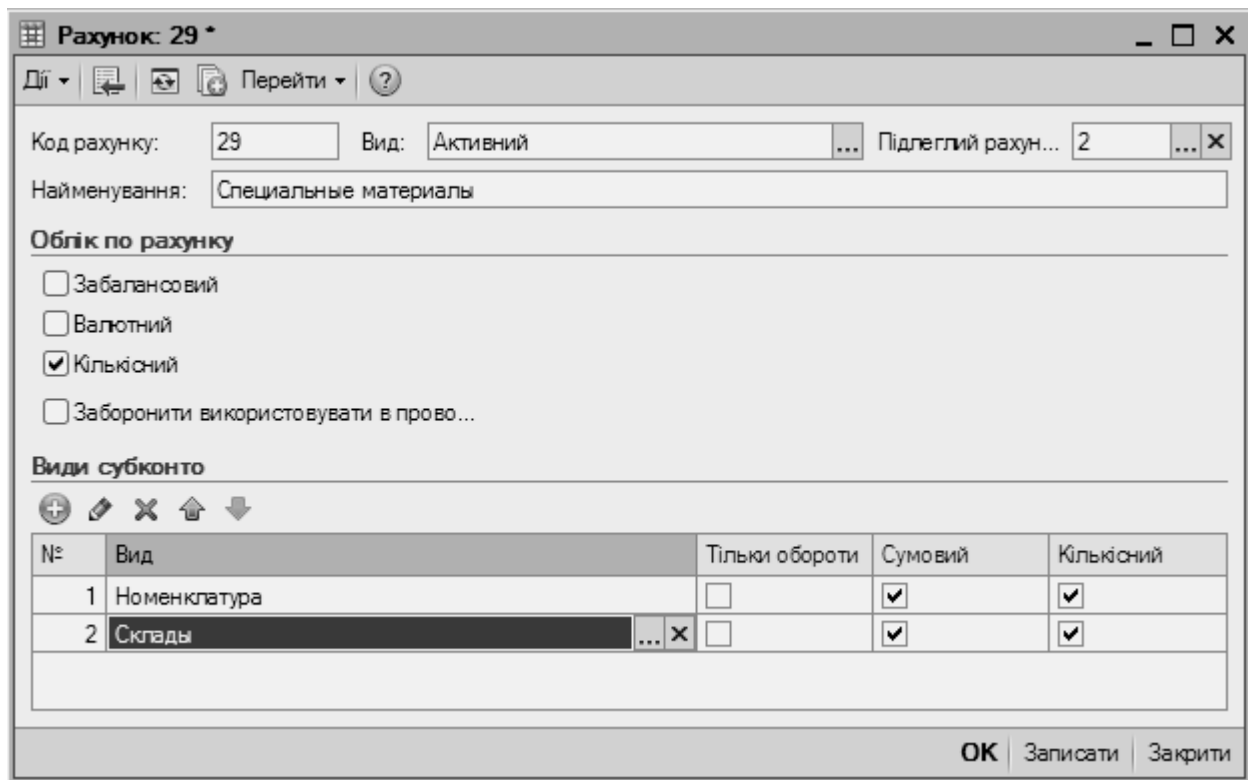 Рахунок: 29 *
Дії Перейти
Код рахунку: 29 Вид: Активний ... Підлеглий рахун... 2 ...
Найменування: Специальные материалы
Облік по рахунку
Забалансовий
Валютний
Кількісний
Заборонити використовувати в прово...
Види субконто
№ Вид Тільки обороти Сумовий Кількісний
1 Номенклатура
2 Склады ...
OK Записати Закрити